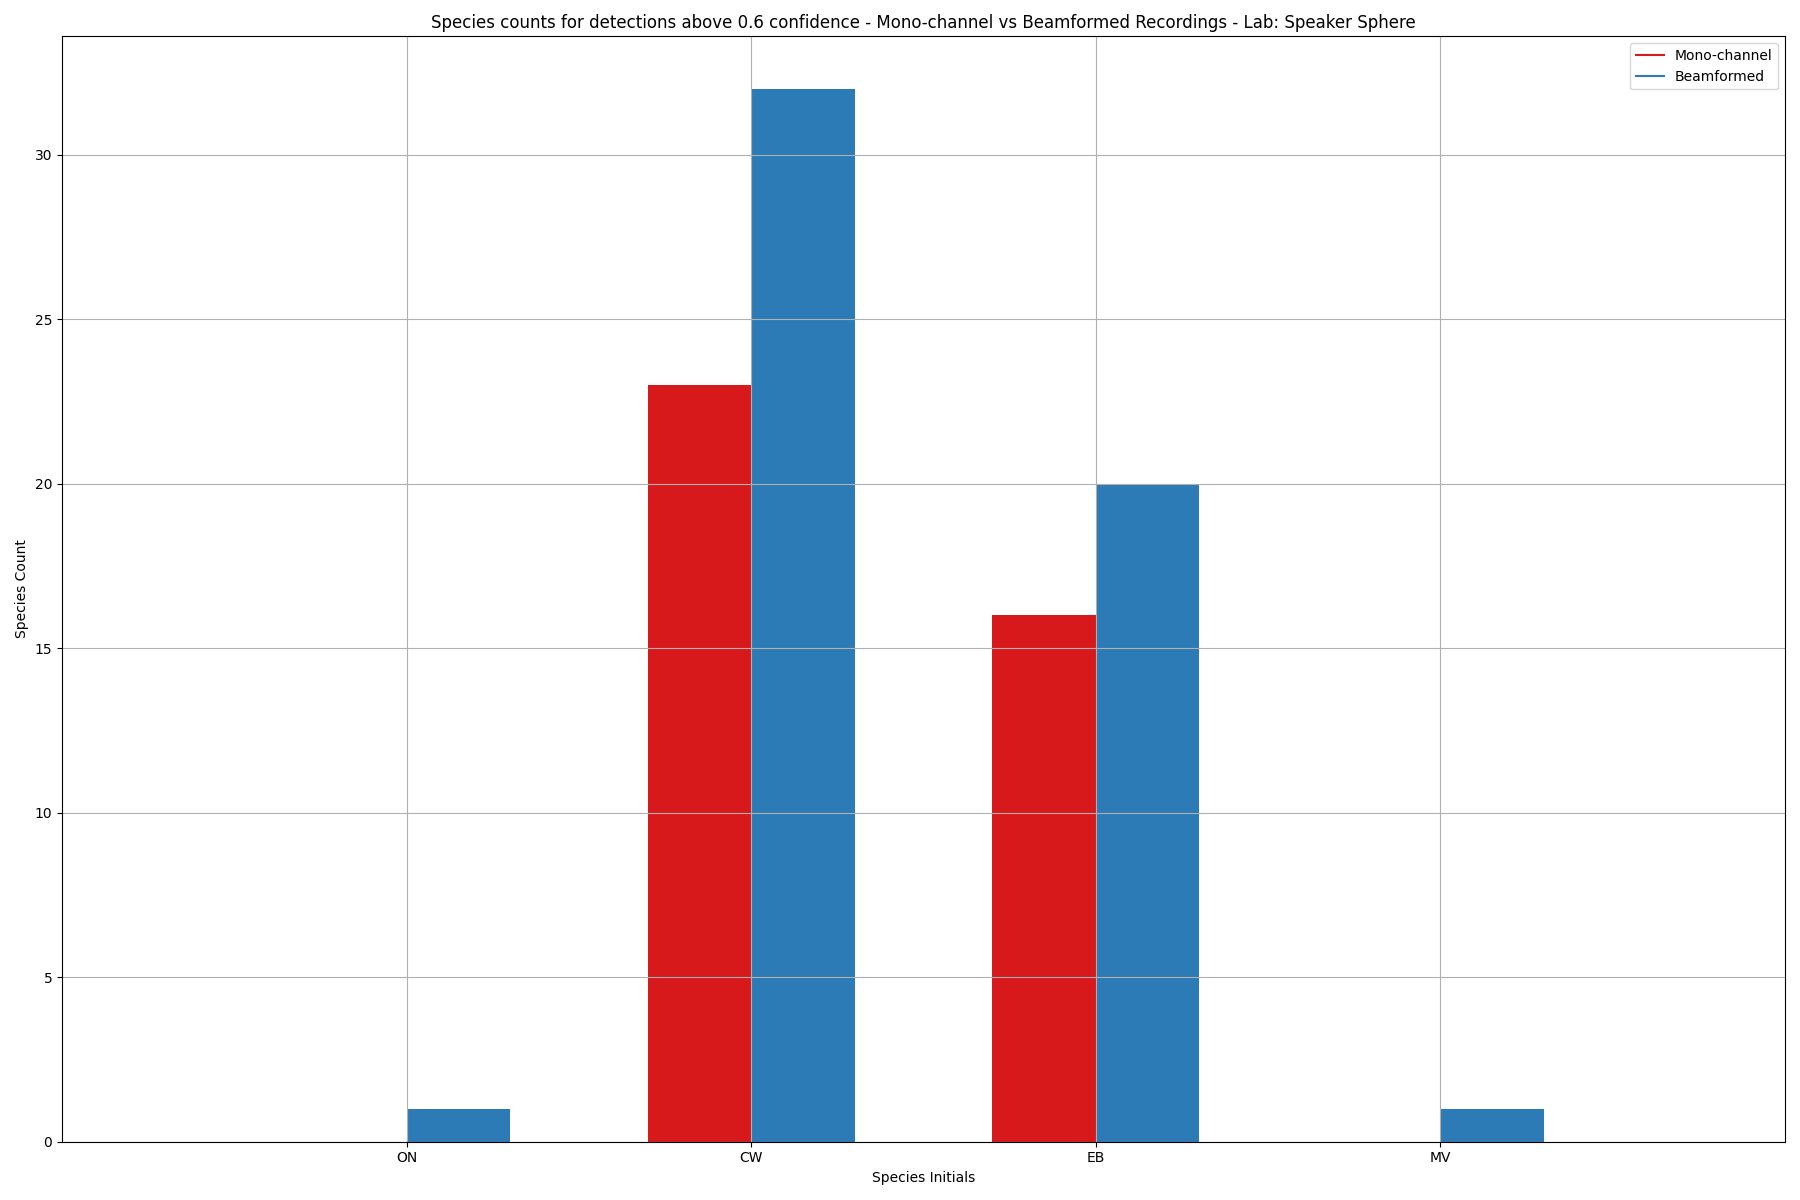 Species counts for detections above 0.6 confidence - Mono-channel vs Beamformed Recordings - Lab: Speaker Sphere
Mono-channel
Beamformed
30
25
20
15
10
5
0
Species Count
ON CW EB MV
Species Initials